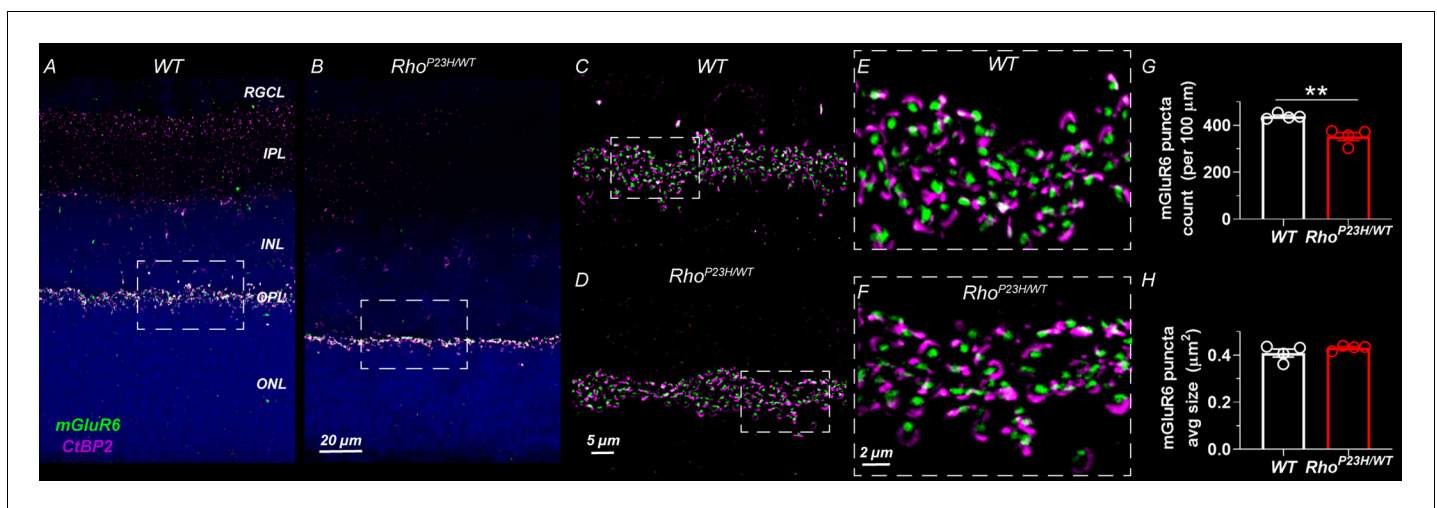 A WT
RGCL
IPL
INL
OPL
ONL
mGluR6
CtBP2
B Rho^P23H/WT
20 µm
C WT
D Rho^P23H/WT
5 µm
E WT
F Rho^P23H/WT
2 µm
G
**
mGluR6 puncta
count (per 100 µm)
400
200
0
WT Rho^P23H/WT
H
mGluR6 puncta
avg size (µm²)
0.4
0.2
0.0
WT Rho^P23H/WT